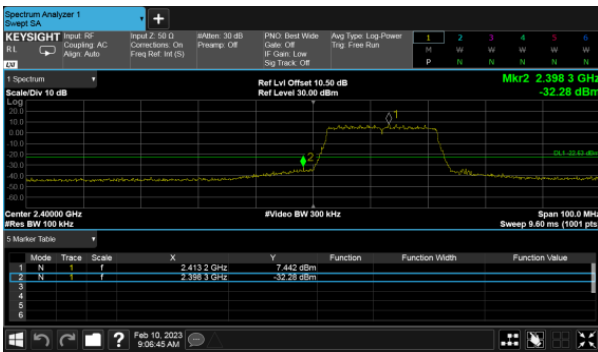 Spectrum Analyzer 1
Swept SA
+
KEYSIGHT Input: RF Input Z: 50 Ω #Atten: 30 dB PNO: Best Wide Avg Type: Log-Power 1 2 3 4 5 6
RL Coupling: AC Corrections: On Preamp: Off Gate: Off Trig: Free Run M W W W W W
Align: Auto Freq Ref: Int (S) IF Gain: Low P N N N N N
LXI Sig Track: Off
1 Spectrum Ref Lvl Offset 10.50 dB Mkr2 2.398 3 GHz
Scale/Div 10 dB Ref Level 30.00 dBm -32.28 dBm
Log
20.0
10.0
0.00
-10.0
-20.0
-30.0
-40.0
-50.0
-60.0
1
2
DL1 -22.63 dBm
Center 2.40000 GHz #Video BW 300 kHz Span 100.0 MHz
#Res BW 100 kHz Sweep 9.60 ms (1001 pts)
5 Marker Table
Mode Trace Scale X Y Function Function Width Function Value
1 N 1 f 2.413 2 GHz 7.442 dBm
2 N 1 f 2.398 3 GHz -32.28 dBm
3
4
5
6
? Feb 10, 2023
9:06:45 AM